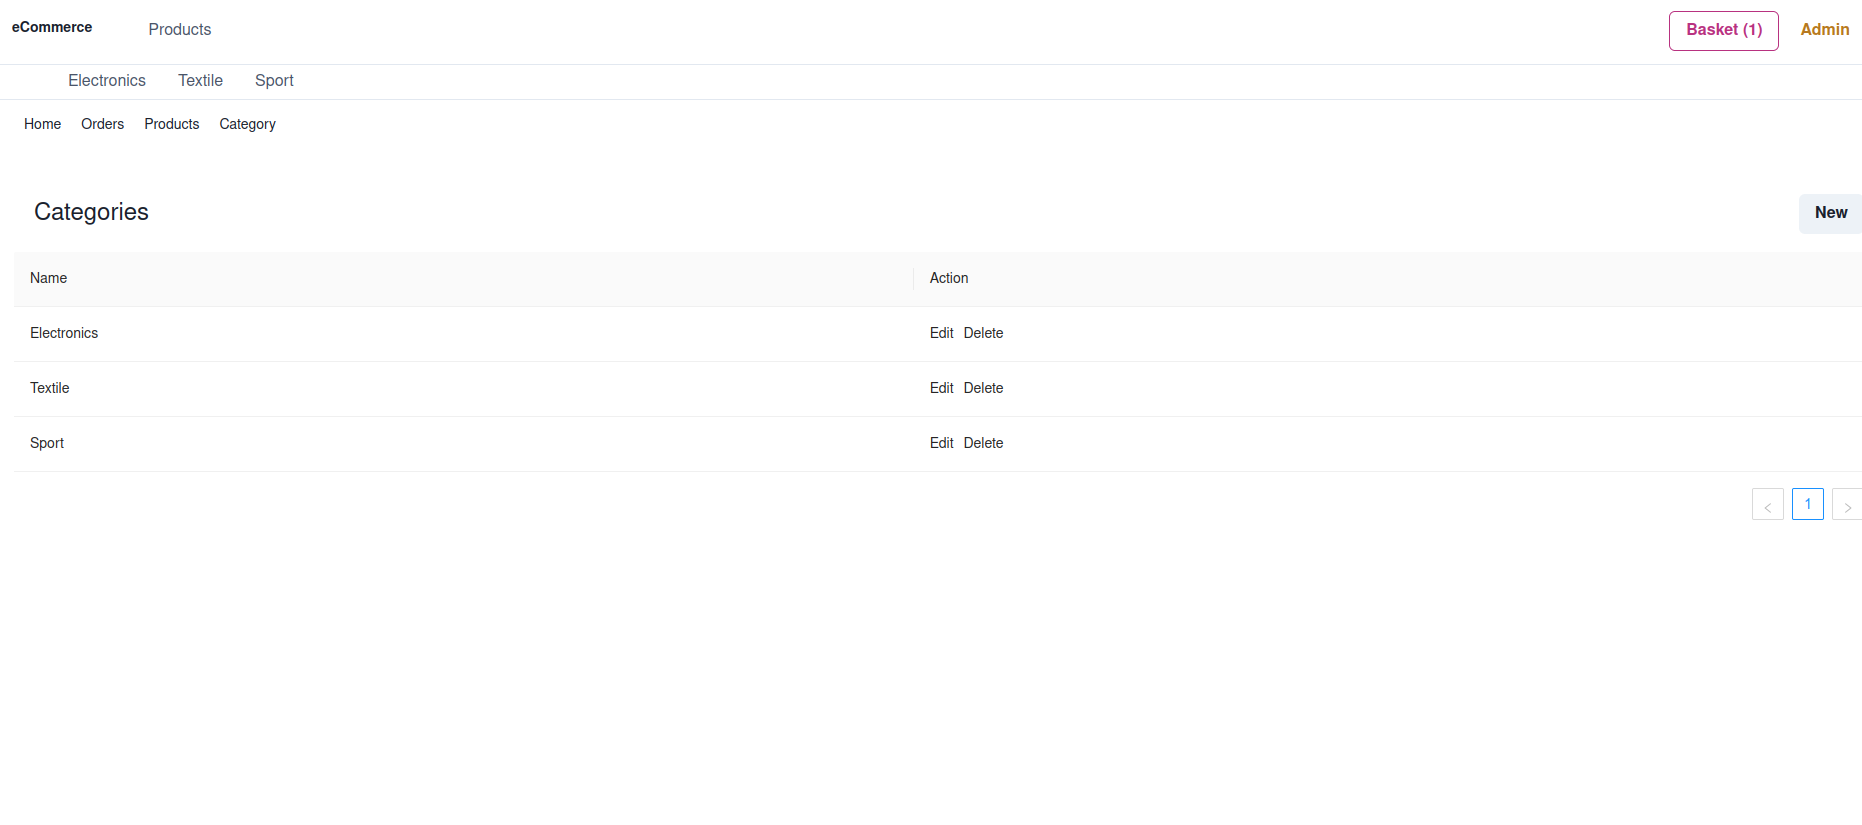 eCommerce Products Basket (1) Admin
Electronics Textile Sport
Home Orders Products Category
Categories New
Name Action
Electronics Edit Delete
Textile Edit Delete
Sport Edit Delete
< 1 >